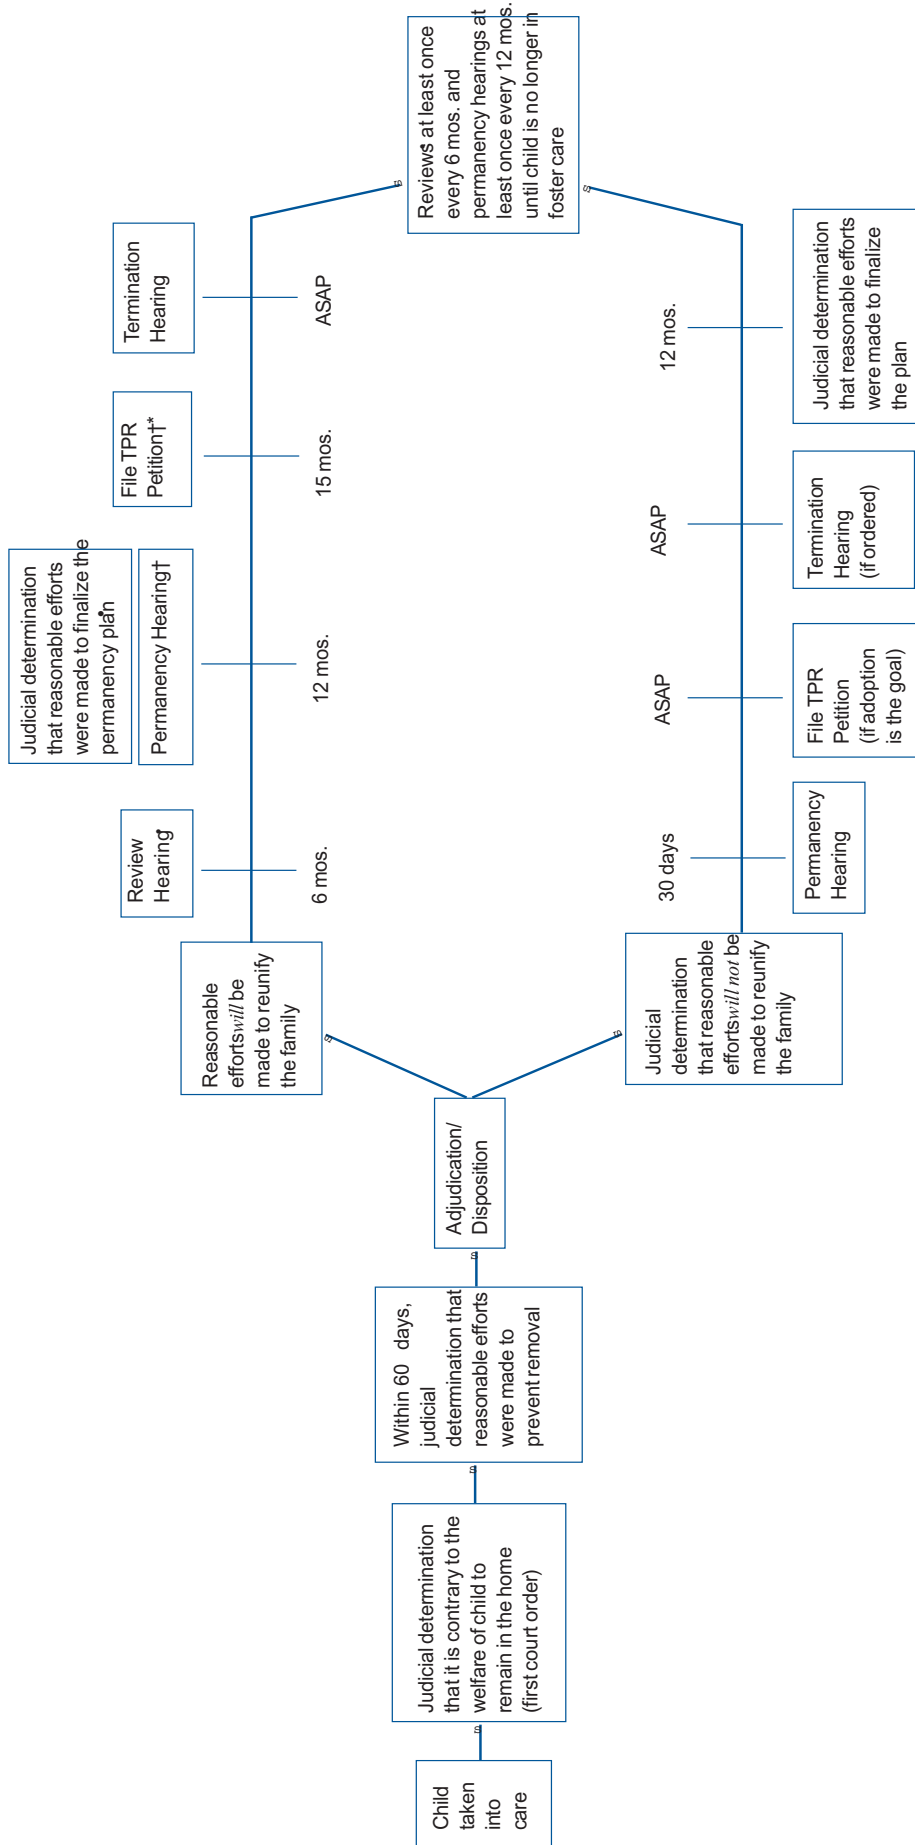 Child
taken
into
care
Judicial determination
that it is contrary to the
welfare of child to
remain in the home
(first court order)
Within 60 days,
judicial
determination that
reasonable efforts
were made to
prevent removal
Adjudication/
Disposition
Reasonable
efforts will be
made to reunify
the family
Review
Hearing•
6 mos.
Judicial determination
that reasonable efforts
were made to finalize the
permanency plan•
Permanency Hearing†
12 mos.
File TPR
Petition†*
15 mos.
Termination
Hearing
ASAP
Judicial
determination
that reasonable
efforts will not be
made to reunify
the family
30 days
Permanency
Hearing
ASAP
File TPR
Petition
(if adoption
is the goal)
ASAP
Termination
Hearing
(if ordered)
12 mos.
Judicial determination
that reasonable efforts
were made to finalize
the plan
Reviews• at least once
every 6 mos. and
permanency hearings at
least once every 12 mos.
until child is no longer in
foster care